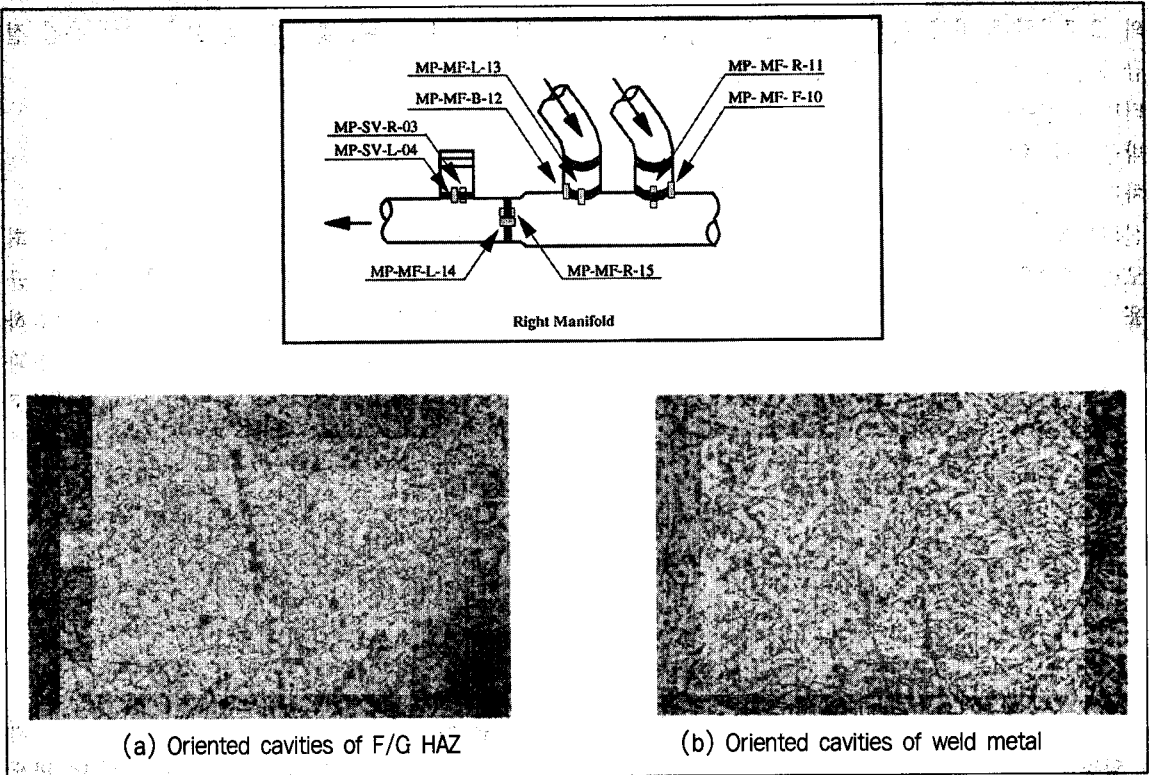 MP-MF-L-13
MP-MF-B-12
MP- MF- R-11
MP- MF- F-10
MP-SV-R-03
MP-SV-L-04
MP-MF-L-14
MP-MF-R-15
Right Manifold
(a) Oriented cavities of F/G HAZ
(b) Oriented cavities of weld metal